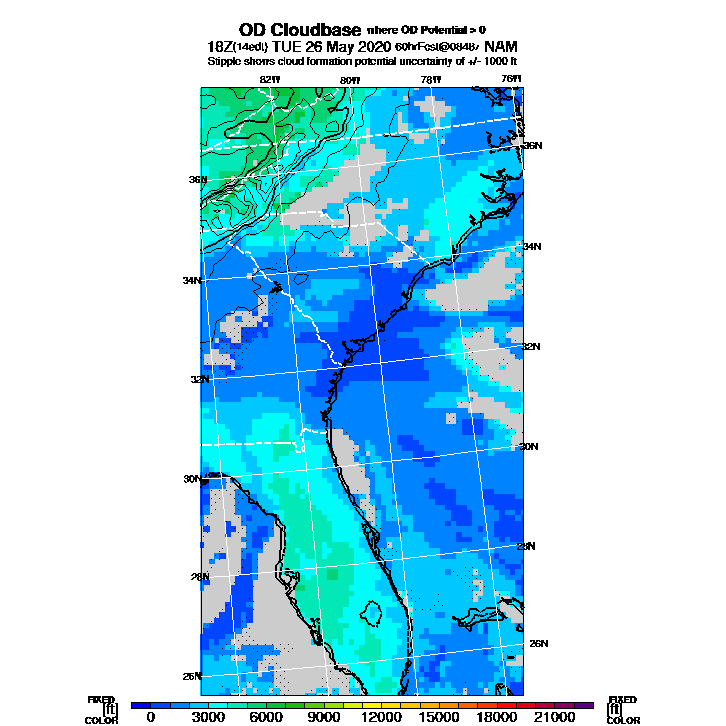 OD Cloudbase where OD Potential > 0
18Z(14edt) TUE 26 May 2020 60hrFcst@0848z NAM
Stipple shows cloud formation potential uncertainty of +/- 1000 ft
82W 80W 78W 76W
36N
36N
34N
34N
32N
32N
30N
30N
28N
28N
26N
26N
FIXED FIXED
[ft] [ft]
COLOR 0 3000 6000 9000 12000 15000 18000 21000 COLOR